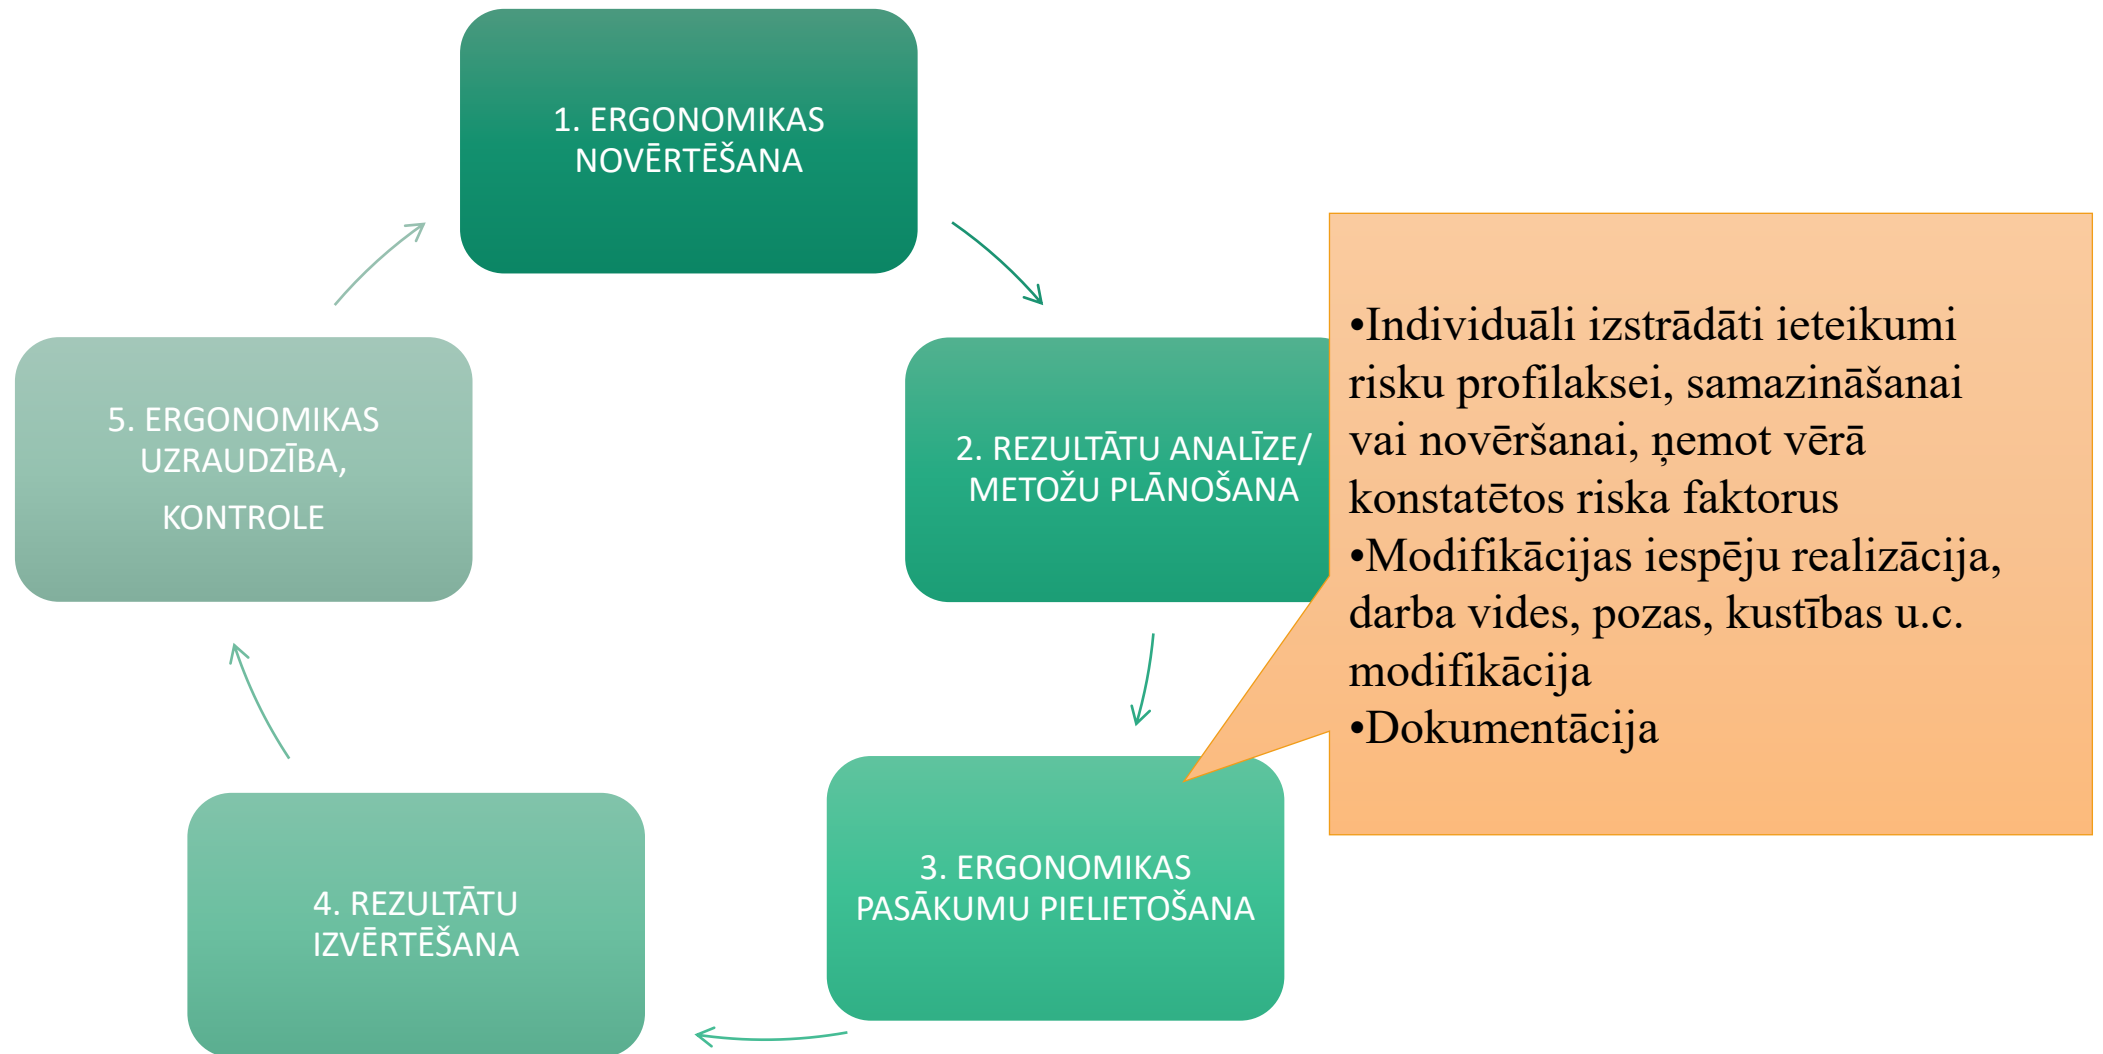 1. ERGONOMIKAS
NOVĒRTĒŠANA
2. REZULTĀTU ANALĪZE/
METOŽU PLĀNOŠANA
•Individuāli izstrādāti ieteikumi
risku profilaksei, samazināšanai
vai novēršanai, ņemot vērā
konstatētos riska faktorus
•Modifikācijas iespēju realizācija,
darba vides, pozas, kustības u.c.
modifikācija
•Dokumentācija
3. ERGONOMIKAS
PASĀKUMU PIELIETOŠANA
4. REZULTĀTU
IZVĒRTĒŠANA
5. ERGONOMIKAS
UZRAUDZĪBA,
KONTROLE